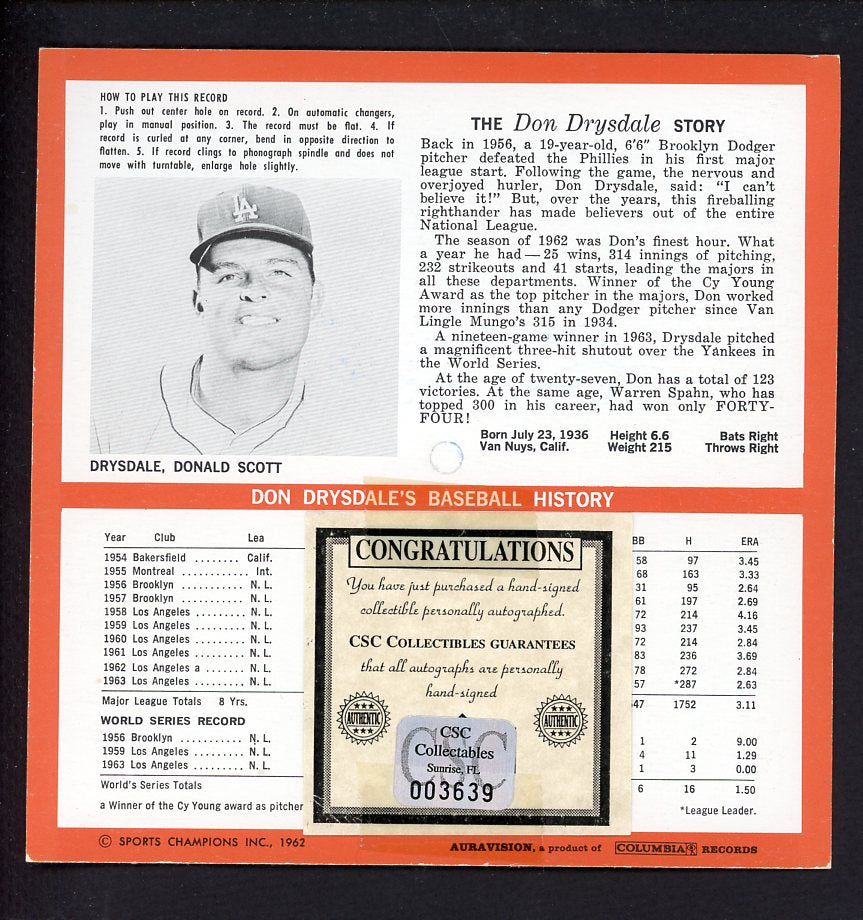 HOW TO PLAY THIS RECORD
1. Push out center hole on record. 2. On automatic changers,
play in manual position. 3. The record must be flat. 4. If
record is curled at any corner, bend in opposite direction to
flatten. 5. If record clings to phonograph spindle and does not
move with turntable, enlarge hole slightly.
LA
DRYSDALE, DONALD SCOTT
THE Don Drysdale STORY
Back in 1956, a 19-year-old, 6'6" Brooklyn Dodger
pitcher defeated the Phillies in his first major
league start. Following the game, the nervous and
overjoyed hurler, Don Drysdale, said: "I can't
believe it!" But, over the years, this fireballing
righthander has made believers out of the entire
National League.
The season of 1962 was Don's finest hour. What
a year he had — 25 wins, 314 innings of pitching,
232 strikeouts and 41 starts, leading the majors in
all these departments. Winner of the Cy Young
Award as the top pitcher in the majors, Don worked
more innings than any Dodger pitcher since Van
Lingle Mungo's 315 in 1934.
A nineteen-game winner in 1963, Drysdale pitched
a magnificent three-hit shutout over the Yankees in
the World Series.
At the age of twenty-seven, Don has a total of 123
victories. At the same age, Warren Spahn, who has
topped 300 in his career, had won only FORTY-
FOUR!
Born July 23, 1936 Height 6.6 Bats Right
Van Nuys, Calif. Weight 215 Throws Right
DON DRYSDALE'S BASEBALL HISTORY
Year Club Lea BB H ERA
1954 Bakersfield ........ Calif. 58 97 3.45
1955 Montreal ............ Int. 68 163 3.33
1956 Brooklyn ........... N. L. 31 95 2.64
1957 Brooklyn ........... N. L. 61 197 2.69
1958 Los Angeles ......... N. L. 72 214 4.16
1959 Los Angeles ......... N. L. 93 237 3.45
1960 Los Angeles ......... N. L. 72 214 2.84
1961 Los Angeles ......... N. L. 83 236 3.69
1962 Los Angeles a ....... N. L. 78 272 2.84
1963 Los Angeles ......... N. L. 57 *287 2.63
Major League Totals 8 Yrs. 47 1752 3.11
WORLD SERIES RECORD
1956 Brooklyn ........... N. L. 1 2 9.00
1959 Los Angeles ......... N. L. 4 11 1.29
1963 Los Angeles ......... N. L. 1 3 0.00
World's Series Totals 6 16 1.50
a Winner of the Cy Young award as pitcher
*League Leader.
CONGRATULATIONS
You have just purchased a hand-signed
collectible personally autographed.
CSC COLLECTIBLES GUARANTEES
that all autographs are personally
hand-signed
AUTHENTIC
AUTHENTIC
CSC
CSC
Collectables
Sunrise, FL
003639
© SPORTS CHAMPIONS INC., 1962
AURAVISION, a product of COLUMBIA RECORDS